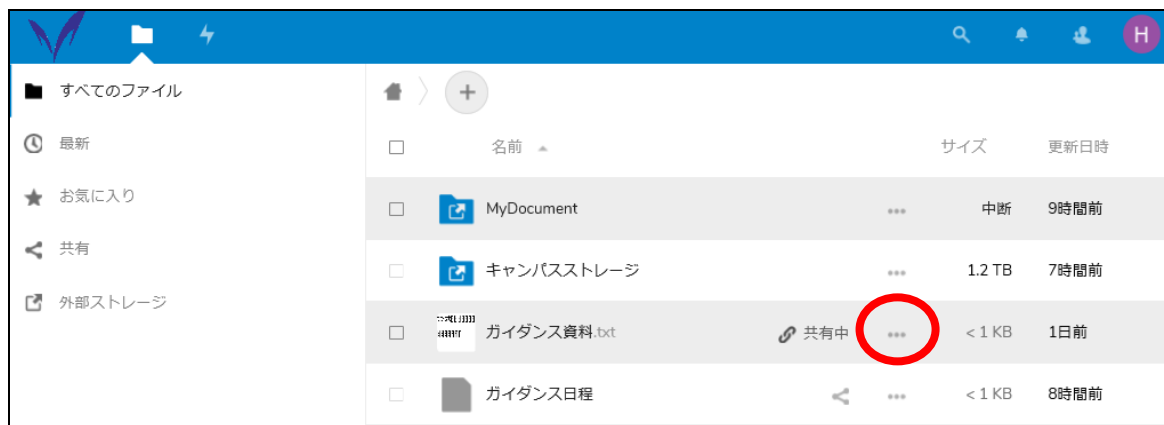 H
すべてのファイル
最新
お気に入り
共有
外部ストレージ
名前 サイズ 更新日時
MyDocument 中断 9時間前
キャンパスストレージ 1.2 TB 7時間前
ガイダンス資料.txt 共有中 < 1 KB 1日前
ガイダンス日程 < 1 KB 8時間前